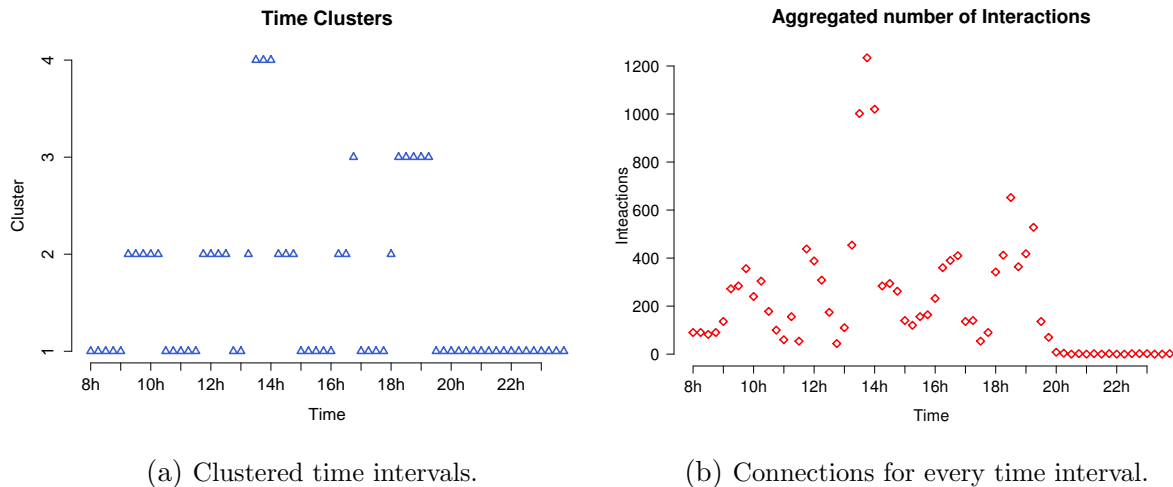 Time Clusters
Cluster
4
3
2
1
8h 10h 12h 14h 16h 18h 20h 22h
Time
(a) Clustered time intervals.
Aggregated number of Interactions
Inteactions
1200
1000
800
600
400
200
0
8h 10h 12h 14h 16h 18h 20h 22h
Time
(b) Connections for every time interval.